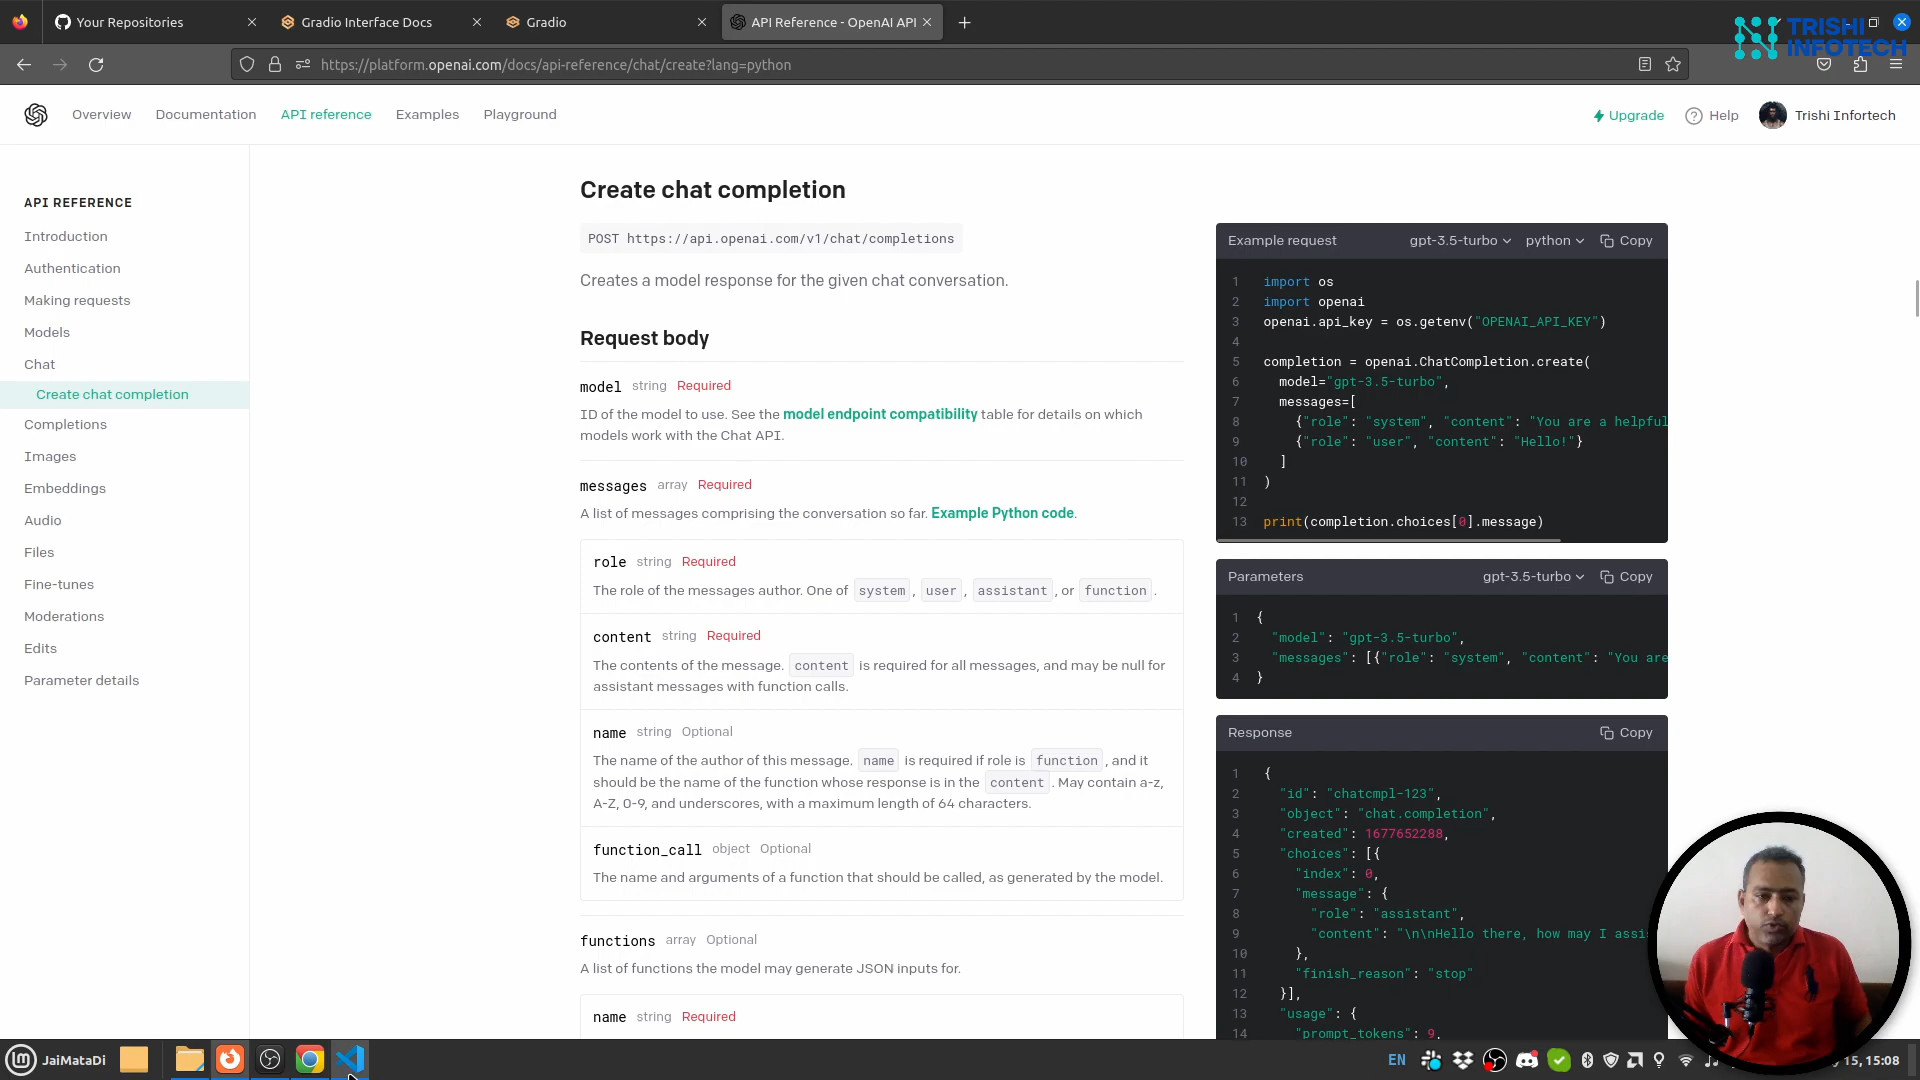 Your Repositories
Gradio Interface Docs
Gradio
API Reference - OpenAI API
TRISHI
INFOTECH
https://platform.openai.com/docs/api-reference/chat/create?lang=python
Overview
Documentation
API reference
Examples
Playground
Upgrade
Help
Trishi Infortech
API REFERENCE
Introduction
Authentication
Making requests
Models
Chat
Create chat completion
Completions
Images
Embeddings
Audio
Files
Fine-tunes
Moderations
Edits
Parameter details
Create chat completion
POST https://api.openai.com/v1/chat/completions
Creates a model response for the given chat conversation.
Request body
model string Required
ID of the model to use. See the model endpoint compatibility table for details on which
models work with the Chat API.
messages array Required
A list of messages comprising the conversation so far. Example Python code.
role string Required
The role of the messages author. One of system, user, assistant, or function.
content string Required
The contents of the message. content is required for all messages, and may be null for
assistant messages with function calls.
name string Optional
The name of the author of this message. name is required if role is function, and it
should be the name of the function whose response is in the content. May contain a-z,
A-Z, 0-9, and underscores, with a maximum length of 64 characters.
function_call object Optional
The name and arguments of a function that should be called, as generated by the model.
functions array Optional
A list of functions the model may generate JSON inputs for.
name string Required
Example request gpt-3.5-turbo python Copy
1 import os
2 import openai
3 openai.api_key = os.getenv("OPENAI_API_KEY")
4
5 completion = openai.ChatCompletion.create(
6 model="gpt-3.5-turbo",
7 messages=[
8 {"role": "system", "content": "You are a helpful
9 {"role": "user", "content": "Hello!"}
10 ]
11 )
12
13 print(completion.choices[0].message)
Parameters gpt-3.5-turbo Copy
1 {
2 "model": "gpt-3.5-turbo",
3 "messages": [{"role": "system", "content": "You are
4 }
Response Copy
1 {
2 "id": "chatcmpl-123",
3 "object": "chat.completion",
4 "created": 1677652288,
5 "choices": [{
6 "index": 0,
7 "message": {
8 "role": "assistant",
9 "content": "\n\nHello there, how may I assi
10 },
11 "finish_reason": "stop"
12 }],
13 "usage": {
14 "prompt_tokens": 9,
JaiMataDi
EN
15, 15:08